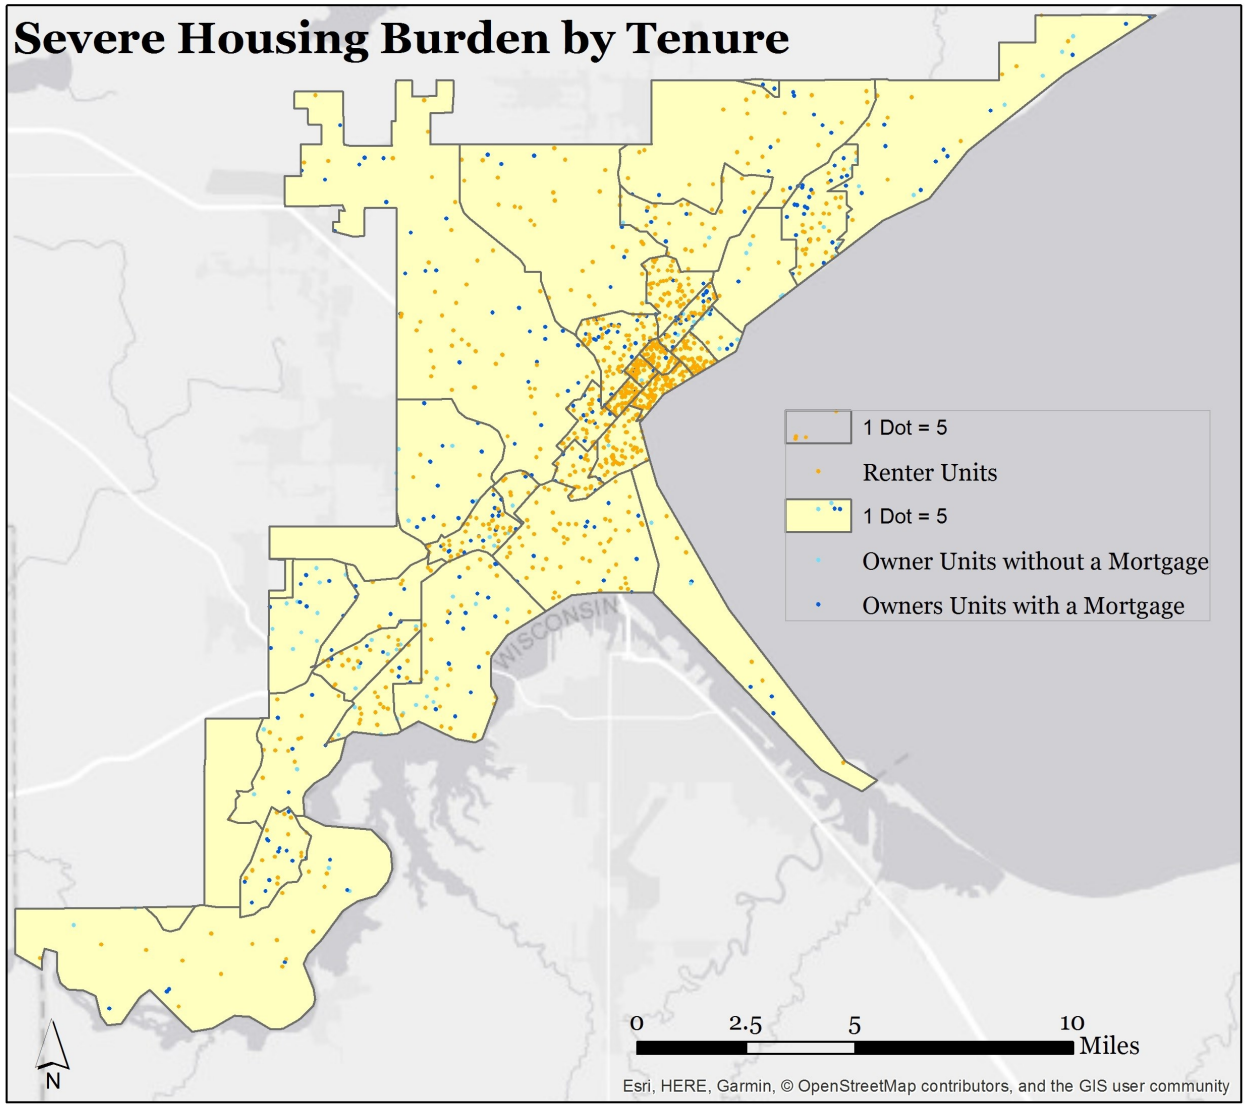 Severe Housing Burden by Tenure
1 Dot = 5
Renter Units
1 Dot = 5
Owner Units without a Mortgage
Owners Units with a Mortgage
WISCONSIN
0 2.5 5 10
Miles
N
Esri, HERE, Garmin, © OpenStreetMap contributors, and the GIS user community